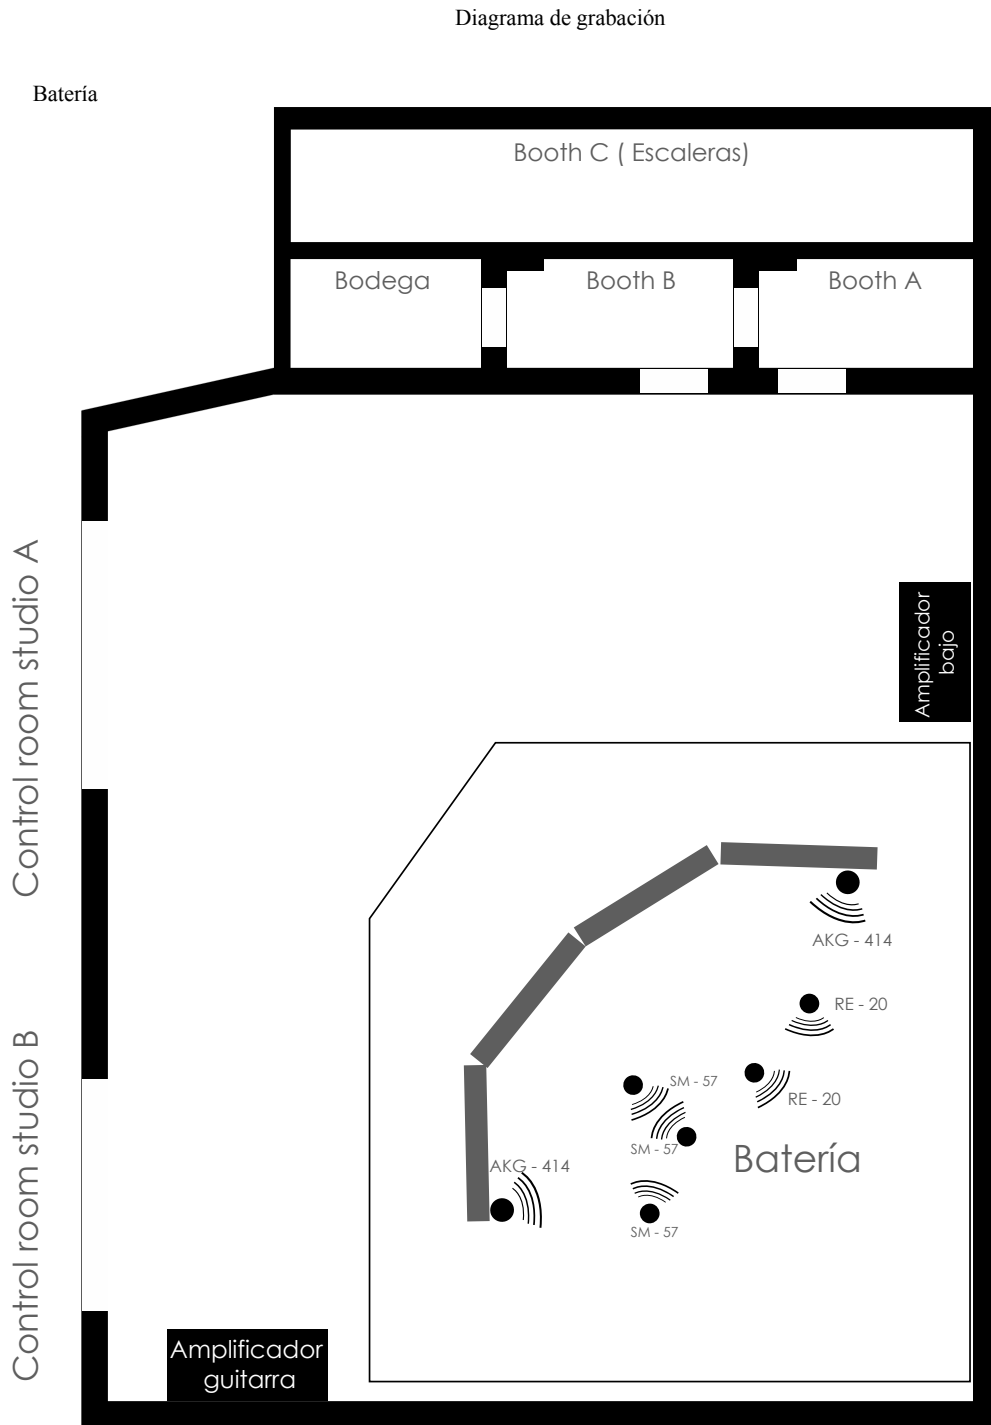 Diagrama de grabación
Batería
Booth C ( Escaleras)
Bodega
Booth B
Booth A
Control room studio A
Amplificador
bajo
AKG - 414
RE - 20
SM - 57
RE - 20
SM - 57
Batería
AKG - 414
SM - 57
Control room studio B
Amplificador
guitarra